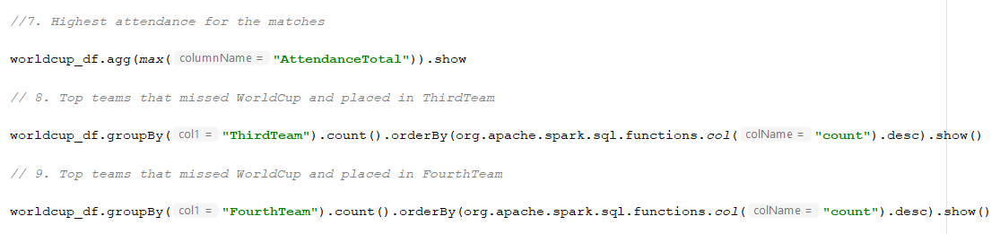 //7. Highest attendance for the matches
worldcup_df.agg(max( columnName = "AttendanceTotal")).show
// 8. Top teams that missed WorldCup and placed in ThirdTeam
worldcup_df.groupBy( col1 = "ThirdTeam").count().orderBy(org.apache.spark.sql.functions.col( colName = "count").desc).show()
// 9. Top teams that missed WorldCup and placed in FourthTeam
worldcup_df.groupBy( col1 = "FourthTeam").count().orderBy(org.apache.spark.sql.functions.col( colName = "count").desc).show()